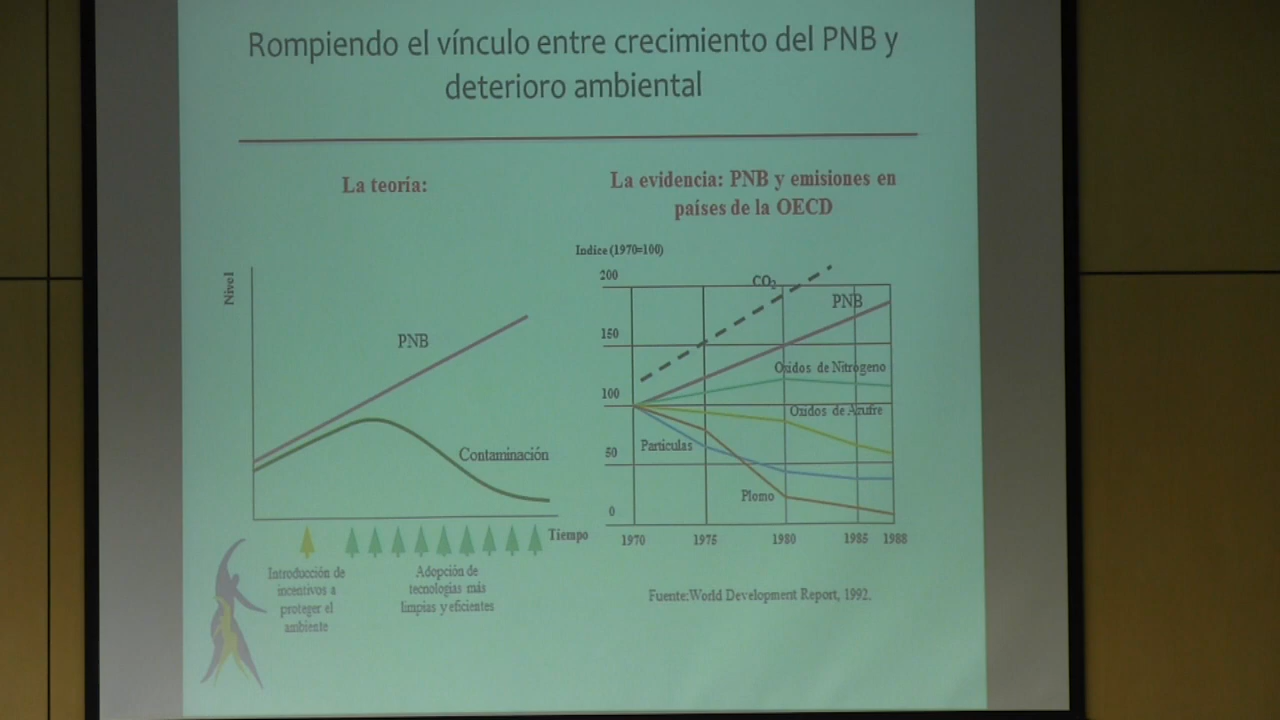 Rompiendo el vínculo entre crecimiento del PNB y
deterioro ambiental
La teoría:
Nivel
PNB
Contaminación
Tiempo
Introducción de
incentivos a
proteger el
ambiente
Adopción de
tecnologías más
limpias y eficientes
La evidencia: PNB y emisiones en
países de la OECD
Indice (1970=100)
200
150
100
50
0
CO₂
PNB
Oxidos de Nitrógeno
Oxidos de Azufre
Particulas
Plomo
1970 1975 1980 1985 1988
Fuente:World Development Report, 1992.